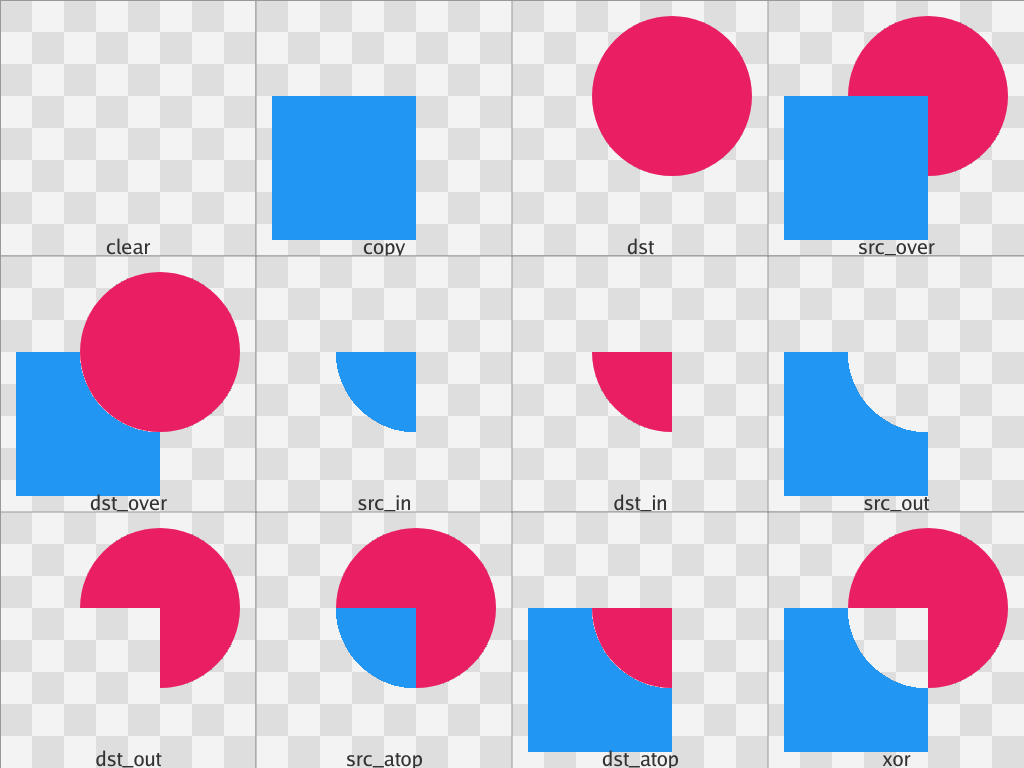 clear
copy
dst
src_over
dst_over
src_in
dst_in
src_out
dst_out
src_atop
dst_atop
xor